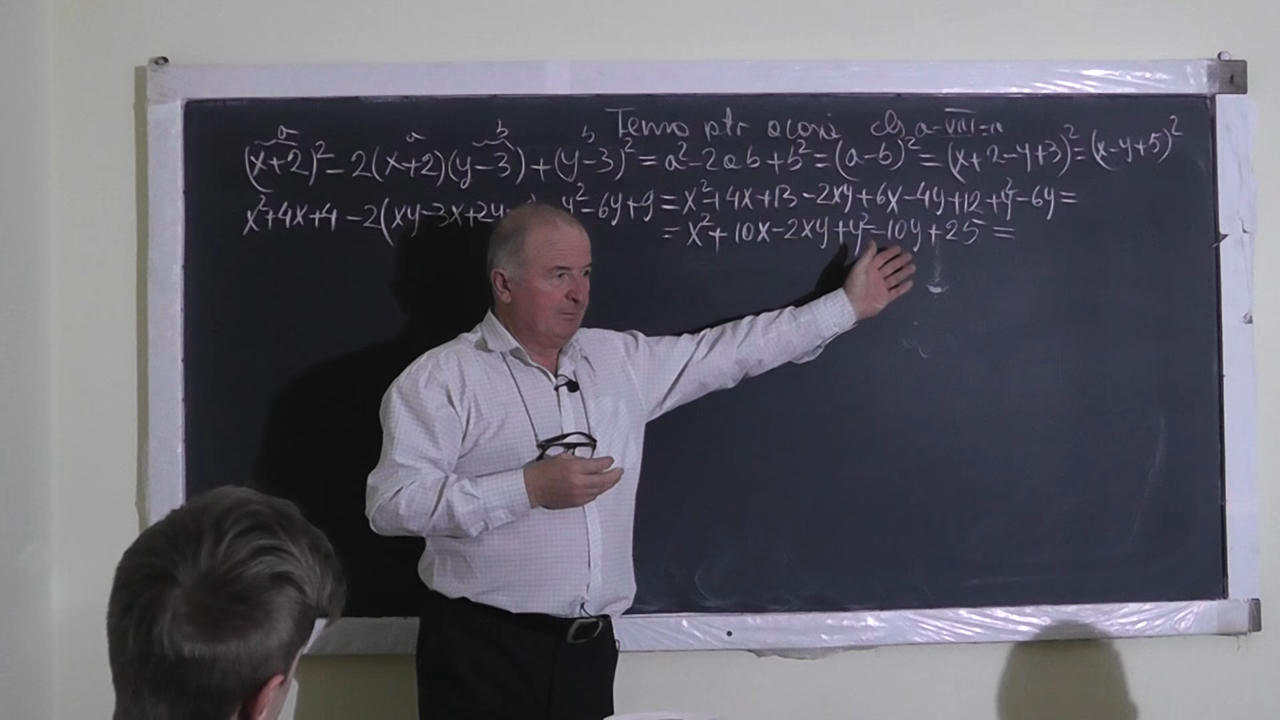 Tema ptr acasă cls a-VIII-a
a a b b
(x+2)²-2(x+2)(y-3)+(y-3)²=a²-2ab+b²=(a-b)²=(x+2-y+3)²=(x-y+5)²
x²+4x+4-2(xy-3x+2y y²-6y+9=x²+4x+13-2xy+6x-4y+12+y²-6y=
=x²+10x-2xy+y²-10y+25=